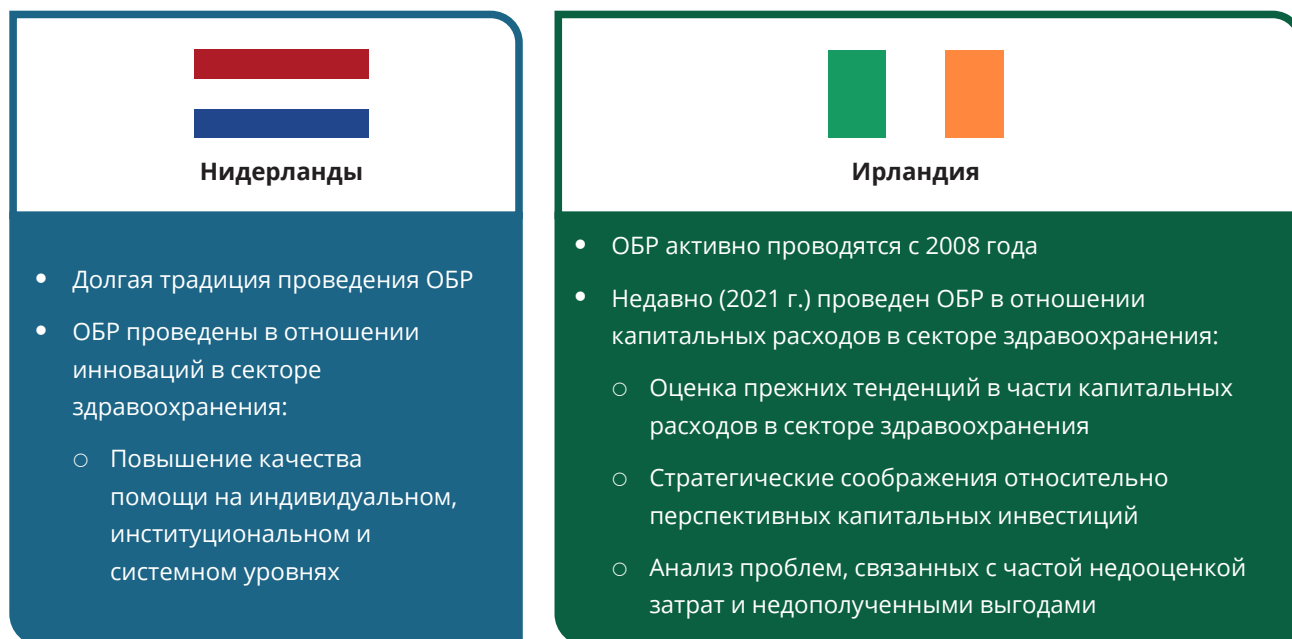 Нидерланды
• Долгая традиция проведения ОБР
• ОБР проведены в отношении
инноваций в секторе
здравоохранения:
○ Повышение качества
помощи на индивидуальном,
институциональном и
системном уровнях
Ирландия
• ОБР активно проводятся с 2008 года
• Недавно (2021 г.) проведен ОБР в отношении
капитальных расходов в секторе здравоохранения:
○ Оценка прежних тенденций в части капитальных
расходов в секторе здравоохранения
○ Стратегические соображения относительно
перспективных капитальных инвестиций
○ Анализ проблем, связанных с частой недооценкой
затрат и недополученными выгодами